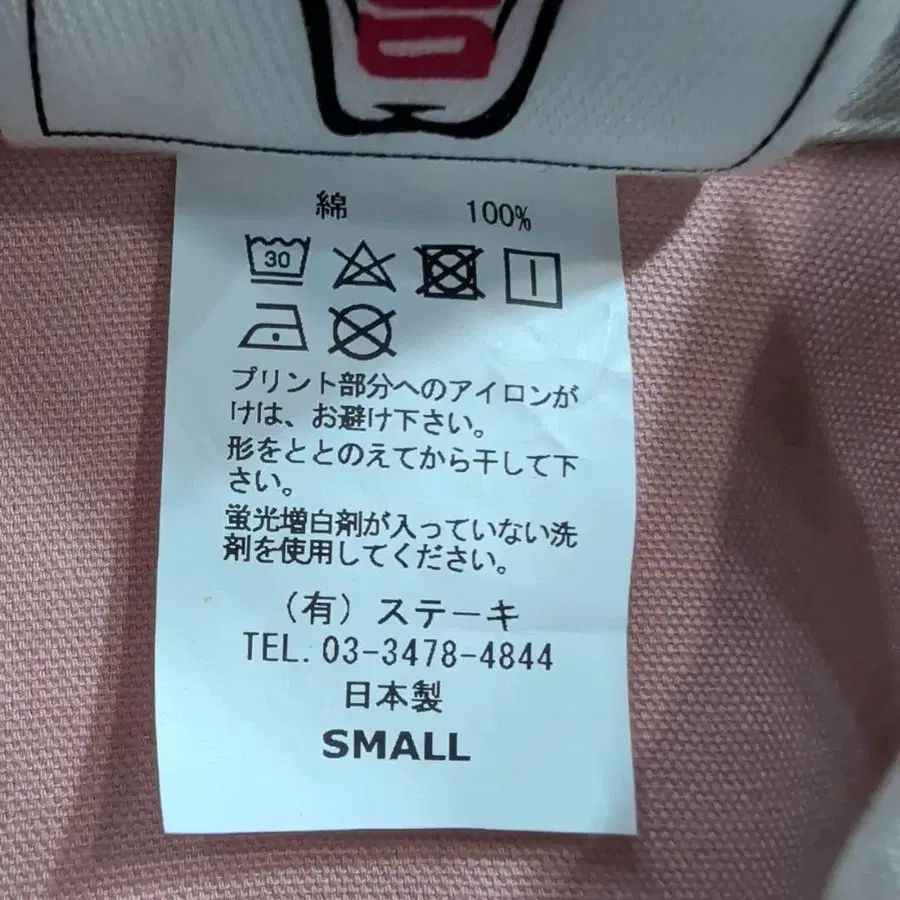 綿 100%
30
プリント部分へのアイロンが
けは、お避け下さい。
形をととのえてから干して下
さい。
蛍光増白剤が入っていない洗
剤を使用してください。
(有) ステーキ
TEL. 03-3478-4844
日本製
SMALL